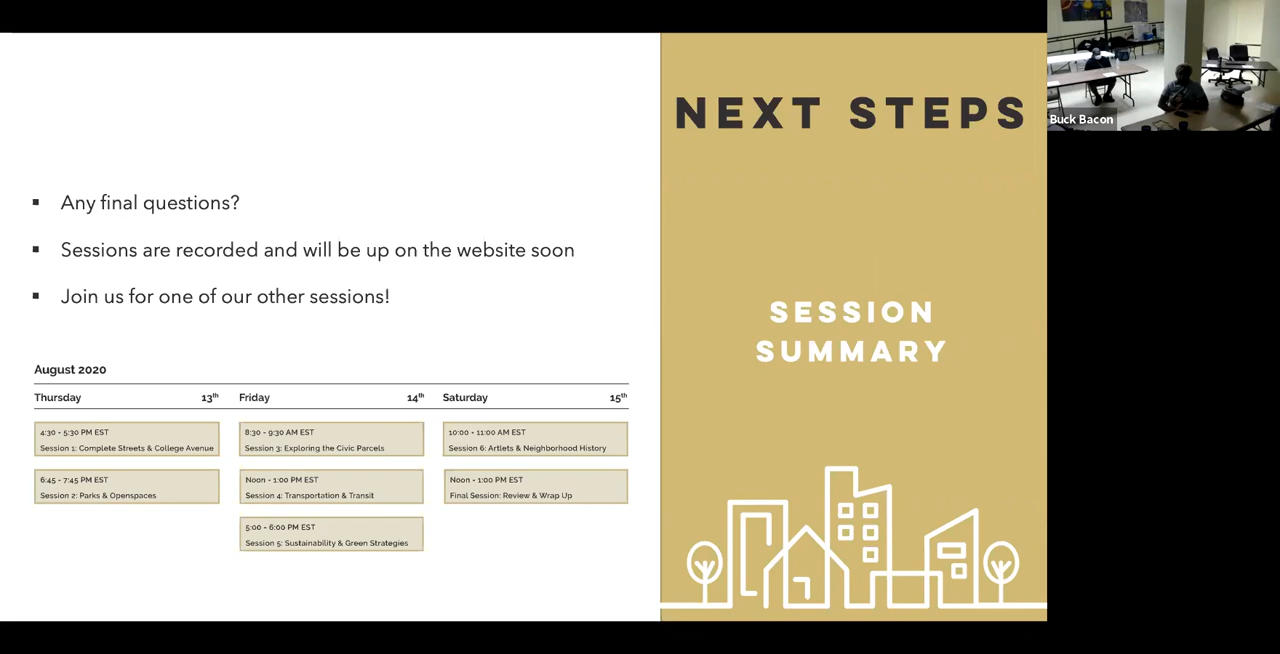 Any final questions?
Sessions are recorded and will be up on the website soon
Join us for one of our other sessions!
August 2020
Thursday 13th Friday 14th Saturday 15th
4:30 - 5:30 PM EST
Session 1: Complete Streets & College Avenue
8:30 - 9:30 AM EST
Session 3: Exploring the Civic Parcels
10:00 - 11:00 AM EST
Session 6: Artlets & Neighborhood History
6:45 - 7:45 PM EST
Session 2: Parks & Openspaces
Noon - 1:00 PM EST
Session 4: Transportation & Transit
Noon - 1:00 PM EST
Final Session: Review & Wrap Up
5:00 - 6:00 PM EST
Session 5: Sustainability & Green Strategies
NEXT STEPS
SESSION
SUMMARY
Buck Bacon